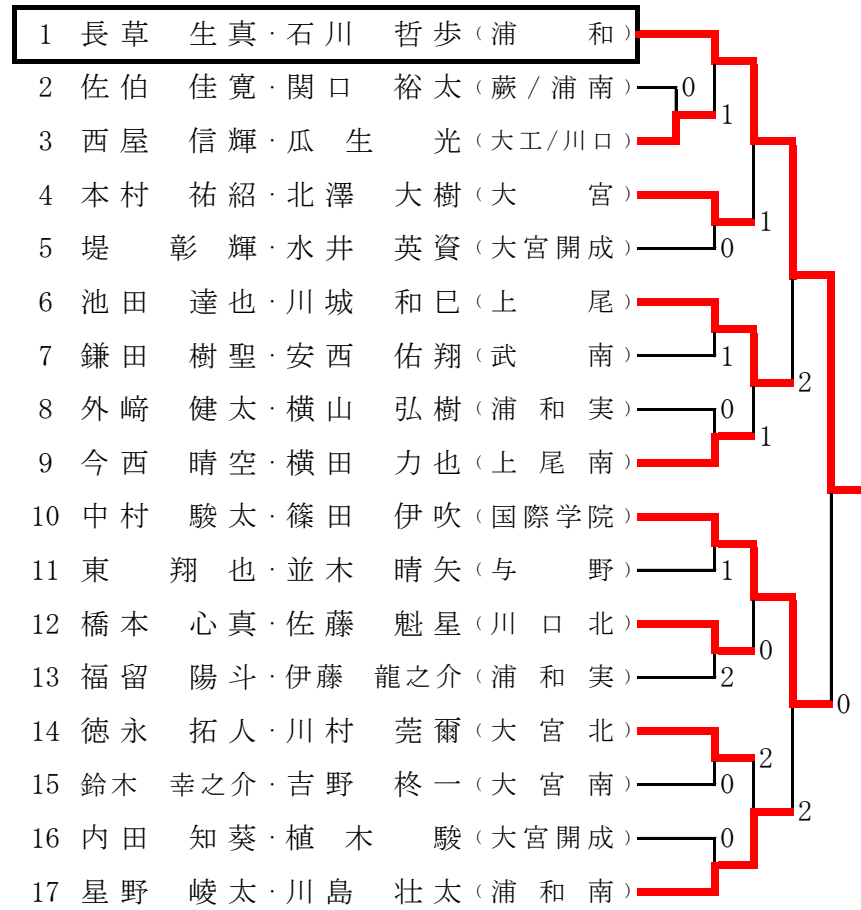 1 長草 生真・石川 哲歩（浦 和）
2 佐伯 佳寛・関口 裕太（蕨/浦南） 0
1
3 西屋 信輝・瓜生 光（大工/川口）
4 本村 祐紹・北澤 大樹（大 宮）
1
5 堤 彰輝・水井 英資（大宮開成） 0
6 池田 達也・川城 和巳（上 尾）
7 鎌田 樹聖・安西 佑翔（武 南） 1
2
8 外﨑 健太・横山 弘樹（浦和実） 0
1
9 今西 晴空・横田 力也（上尾南）
10 中村 駿太・篠田 伊吹（国際学院）
11 東 翔也・並木 晴矢（与 野） 1
12 橋本 心真・佐藤 魁星（川口北）
0
13 福留 陽斗・伊藤 龍之介（浦和実） 2
0
14 徳永 拓人・川村 莞爾（大宮北）
2
15 鈴木 幸之介・吉野 柊一（大宮南） 0
2
16 内田 知葵・植木 駿（大宮開成） 0
17 星野 崚太・川島 壮太（浦和南）